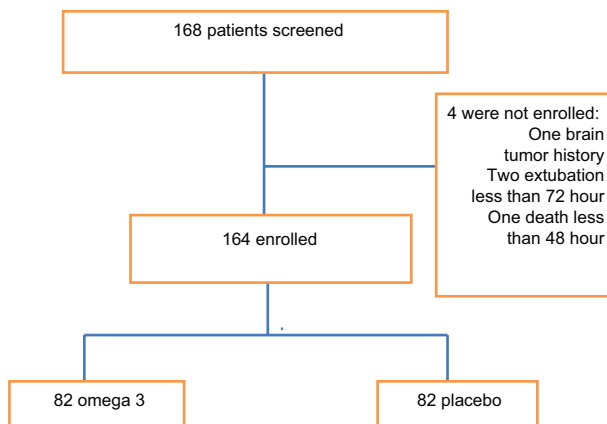 168 patients screened
4 were not enrolled:
One brain
tumor history
Two extubation
less than 72 hour
One death less
than 48 hour
164 enrolled
82 omega 3
82 placebo